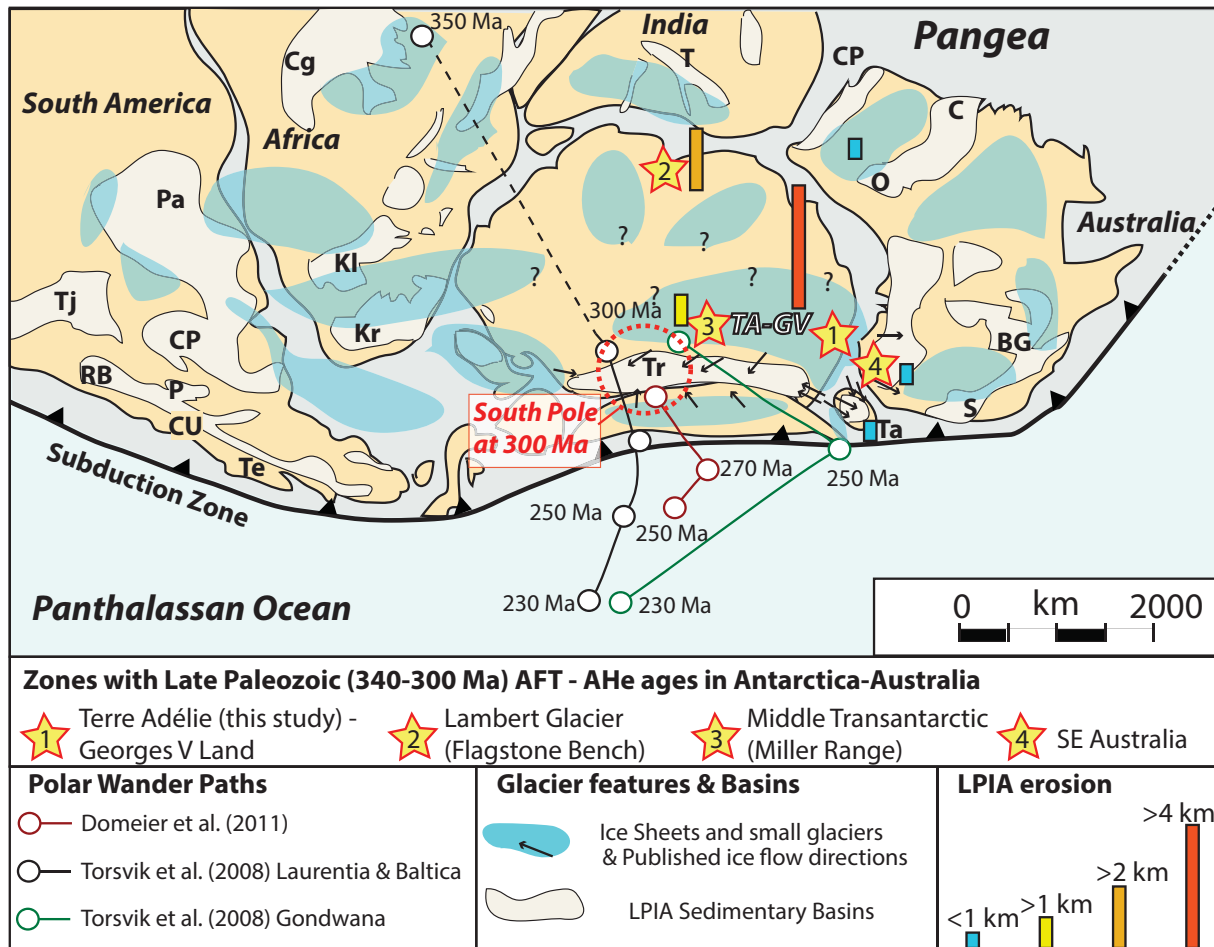 350 Ma
India
Pangea
Cg
T
CP
South America
C
Africa
2
O
Pa
Australia
?
?
Kl
?
?
?
Tj
300 Ma
3
TA-GV
1
CP
Kr
BG
4
Tr
RB
P
S
South Pole
at 300 Ma
CU
Ta
Te
Subduction Zone
270 Ma
250 Ma
250 Ma
250 Ma
230 Ma
230 Ma
Panthalassan Ocean
0 km 2000
Zones with Late Paleozoic (340-300 Ma) AFT - AHe ages in Antarctica-Australia
1 Terre Adélie (this study) -
Georges V Land
2 Lambert Glacier
(Flagstone Bench)
3 Middle Transantarctic
(Miller Range)
4 SE Australia
Polar Wander Paths
Domeier et al. (2011)
Torsvik et al. (2008) Laurentia & Baltica
Torsvik et al. (2008) Gondwana
Glacier features & Basins
Ice Sheets and small glaciers
& Published ice flow directions
LPIA Sedimentary Basins
LPIA erosion
>4 km
>2 km
>1 km
<1 km